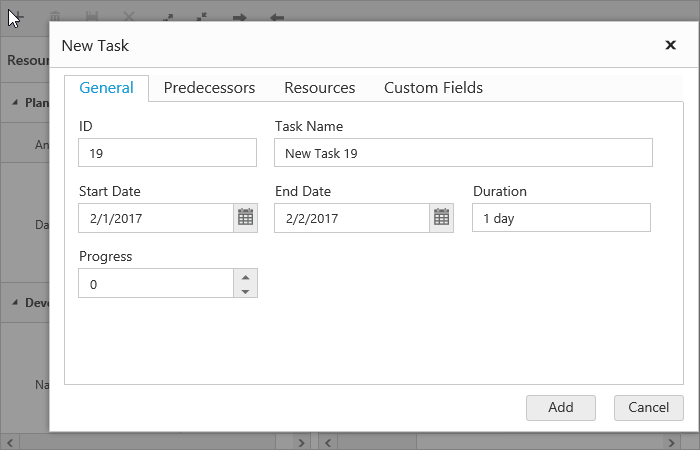 New Task
Resour
General Predecessors Resources Custom Fields
Plan
ID Task Name
An
19 New Task 19
Start Date End Date Duration
Da
2/1/2017 2/2/2017 1 day
Progress
0
Deve
Na
Add Cancel